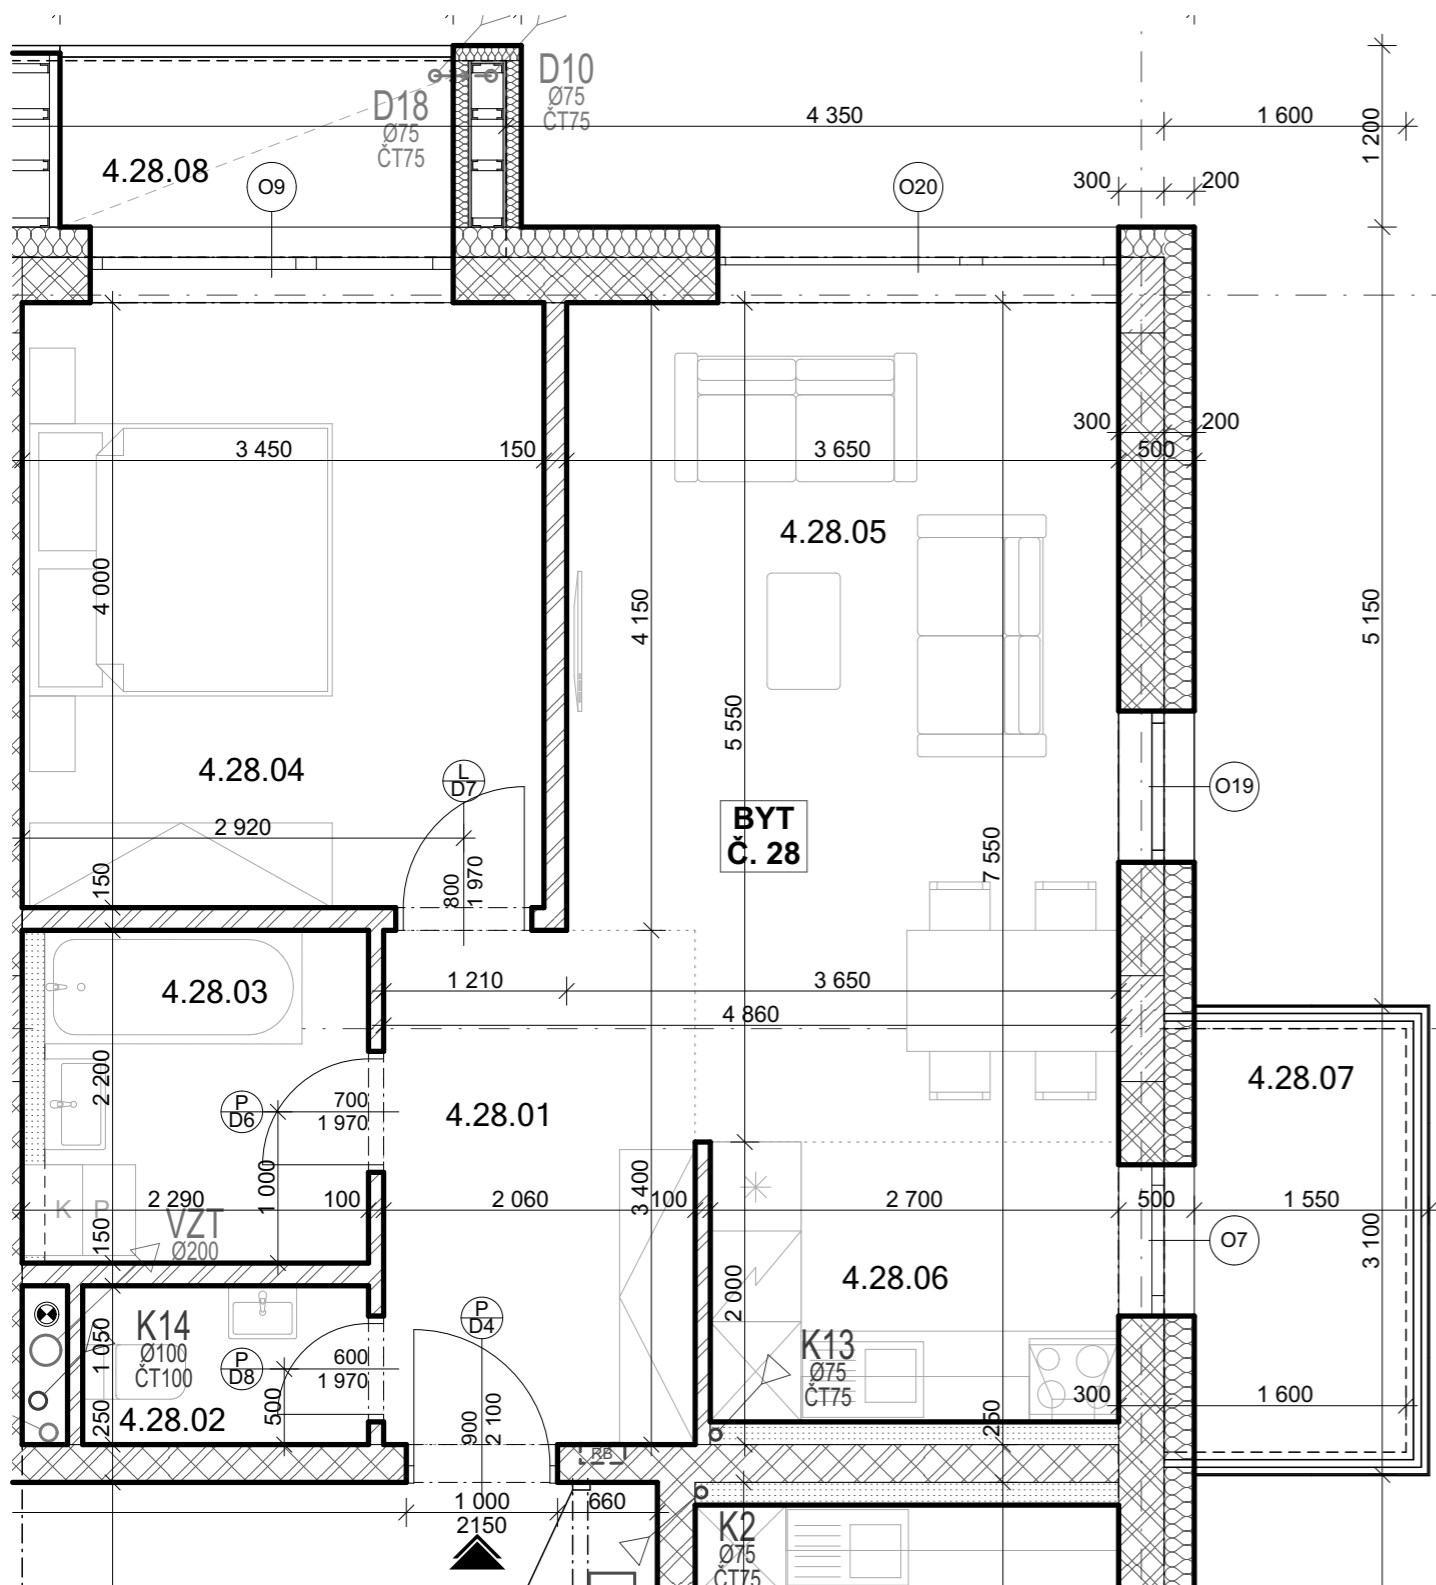 D10
Ø75
ČT75
D18
Ø75
ČT75
4 350
1 600
1 200
4.28.08
O9
O20
300
200
3 450
150
3 650
300
200
500
4.28.05
4 000
4 150
5 150
5 550
4.28.04
L
D7
O19
2 920
BYT
Č. 28
7 550
150
800
1 970
4.28.03
1 210
3 650
4 860
2 200
4.28.07
P
D6
700
1 970
4.28.01
1 000
3 400
K
P
2 290
100
2 060
100
2 700
500
1 550
VZT
Ø200
150
O7
3 100
4.28.06
2 000
P
D4
K14
Ø100
ČT100
1 050
P
D8
600
1 970
K13
Ø75
ČT75
300
1 600
4.28.02
500
250
900
2 100
250
RB
1 000
660
2150
K2
Ø75
ČT75